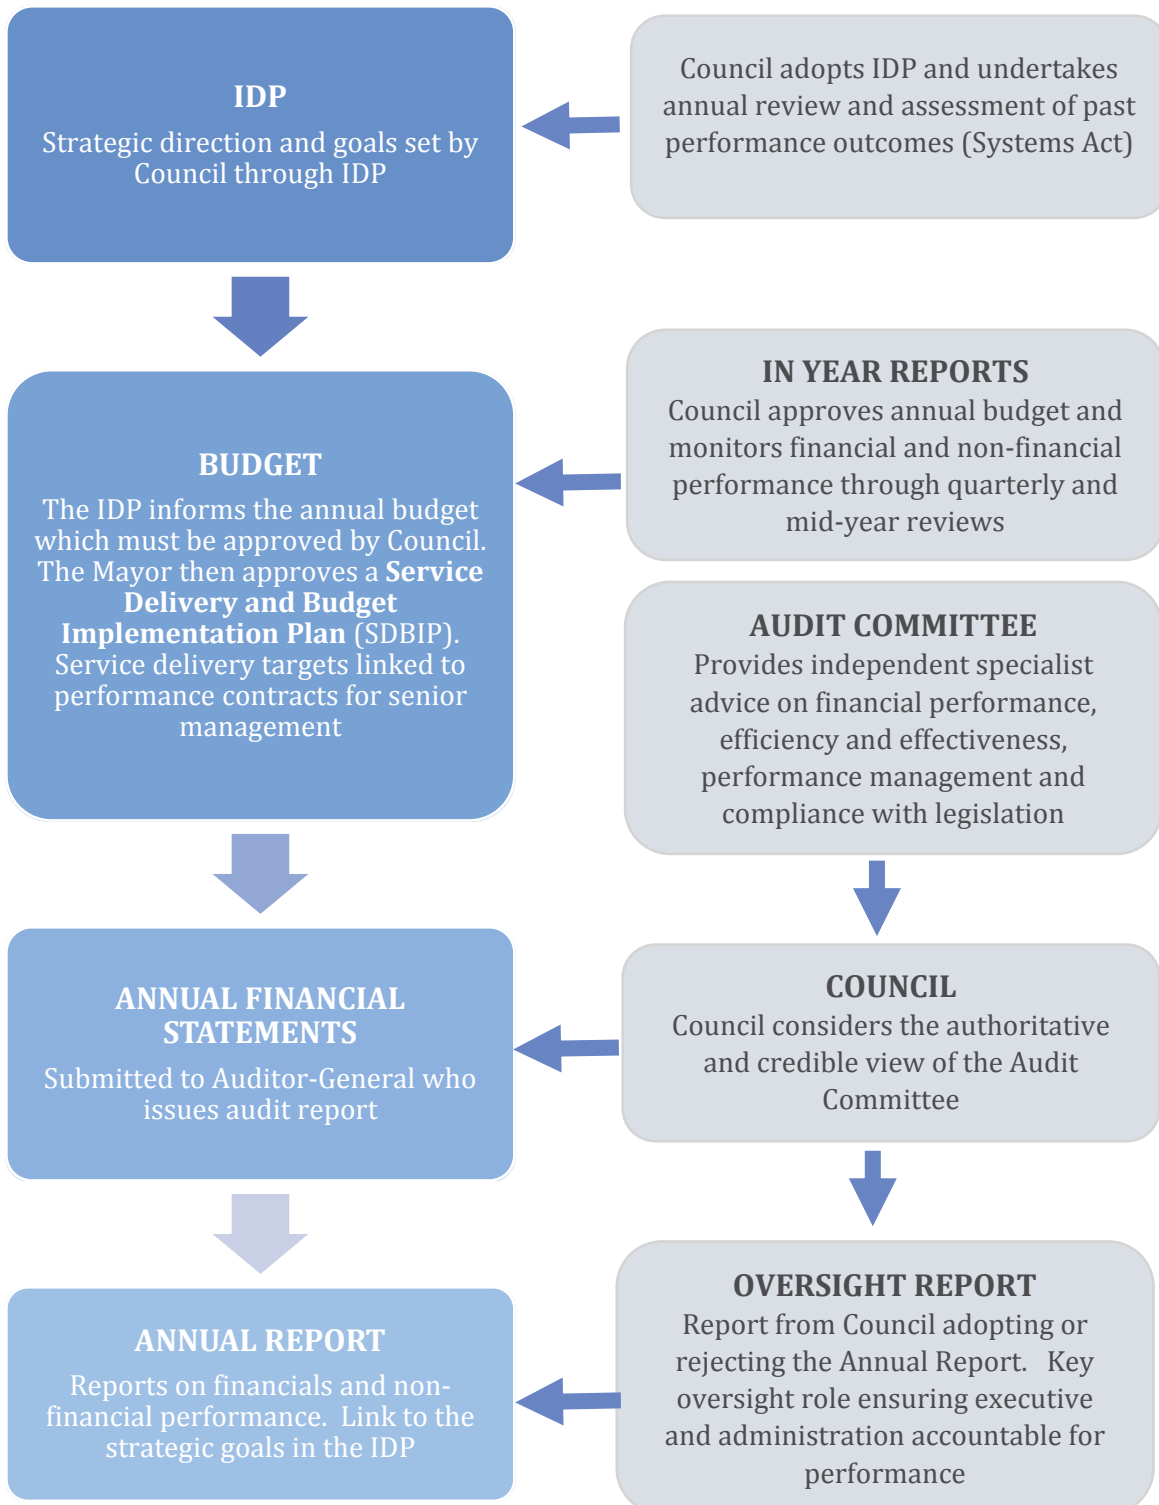 IDP
Strategic direction and goals set by
Council through IDP
Council adopts IDP and undertakes
annual review and assessment of past
performance outcomes (Systems Act)
BUDGET
The IDP informs the annual budget
which must be approved by Council.
The Mayor then approves a Service
Delivery and Budget
Implementation Plan (SDBIP).
Service delivery targets linked to
performance contracts for senior
management
IN YEAR REPORTS
Council approves annual budget and
monitors financial and non-financial
performance through quarterly and
mid-year reviews
AUDIT COMMITTEE
Provides independent specialist
advice on financial performance,
efficiency and effectiveness,
performance management and
compliance with legislation
ANNUAL FINANCIAL
STATEMENTS
Submitted to Auditor-General who
issues audit report
COUNCIL
Council considers the authoritative
and credible view of the Audit
Committee
ANNUAL REPORT
Reports on financials and non-
financial performance.  Link to the
strategic goals in the IDP
OVERSIGHT REPORT
Report from Council adopting or
rejecting the Annual Report.   Key
oversight role ensuring executive
and administration accountable for
performance